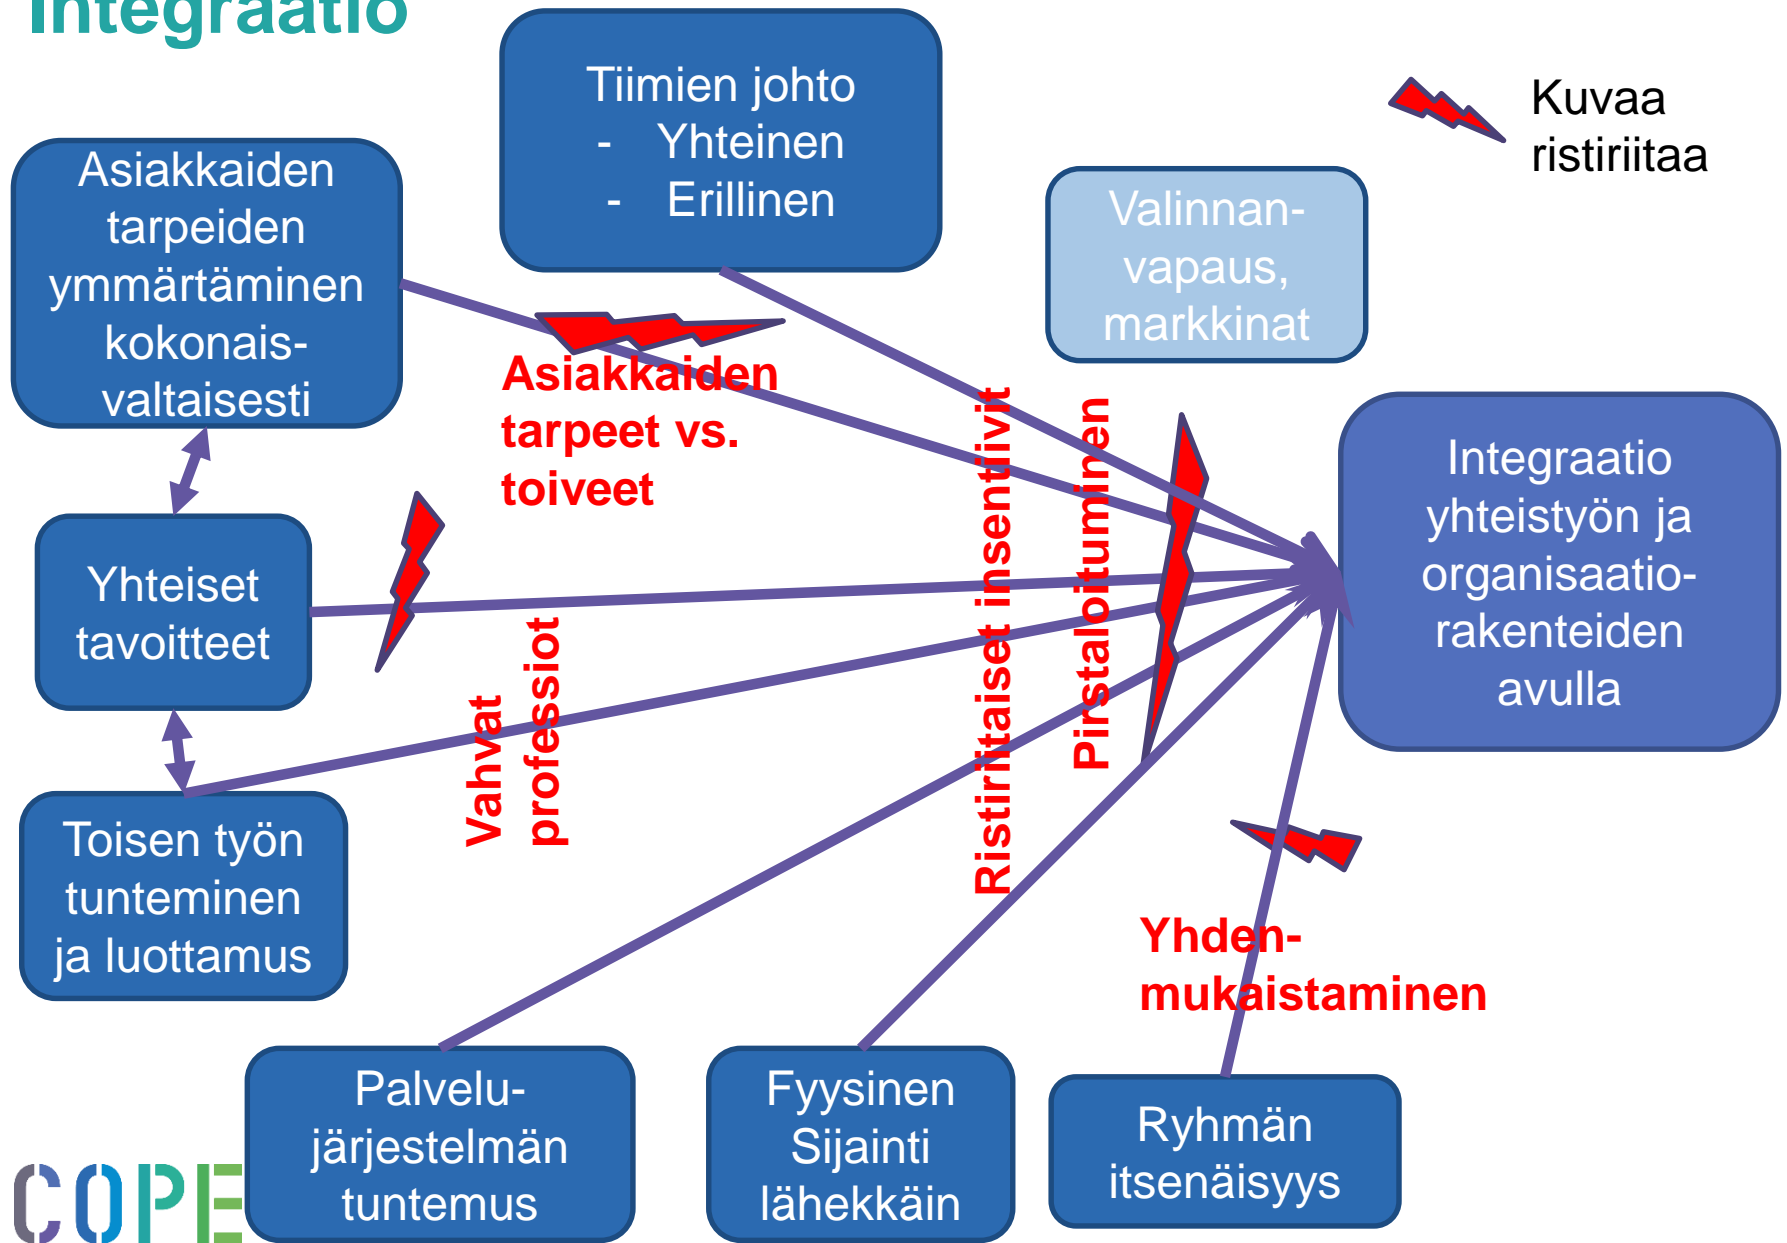 Integraatio
Tiimien johto
- Yhteinen
- Erillinen
Kuvaa
ristiriitaa
Asiakkaiden
tarpeiden
ymmärtäminen
kokonais-
valtaisesti
Valinnan-
vapaus,
markkinat
Asiakkaiden
tarpeet vs.
toiveet
Ristiriitaiset insentiivit
Pirstaloituminen
Integraatio
yhteistyön ja
organisaatio-
rakenteiden
avulla
Yhteiset
tavoitteet
Vahvat
professiot
Toisen työn
tunteminen
ja luottamus
Yhden-
mukaistaminen
Palvelu-
järjestelmän
tuntemus
Fyysinen
Sijainti
lähekkäin
Ryhmän
itsenäisyys
COPE